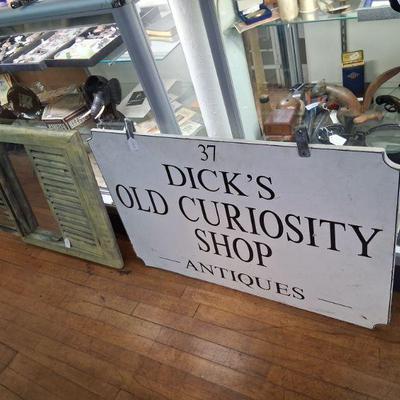 37
DICK'S
OLD CURIOSITY
SHOP
— ANTIQUES —